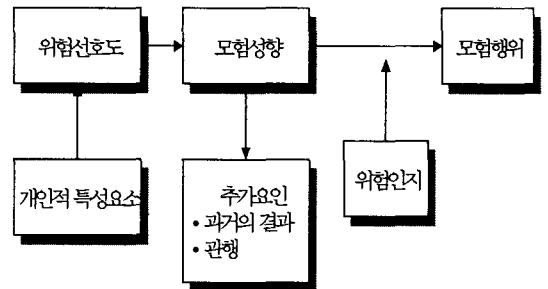 위험선호도
모험성향
모험행위
개인적 특성요소
추가요인
• 과거의 결과
• 관행
위험인지